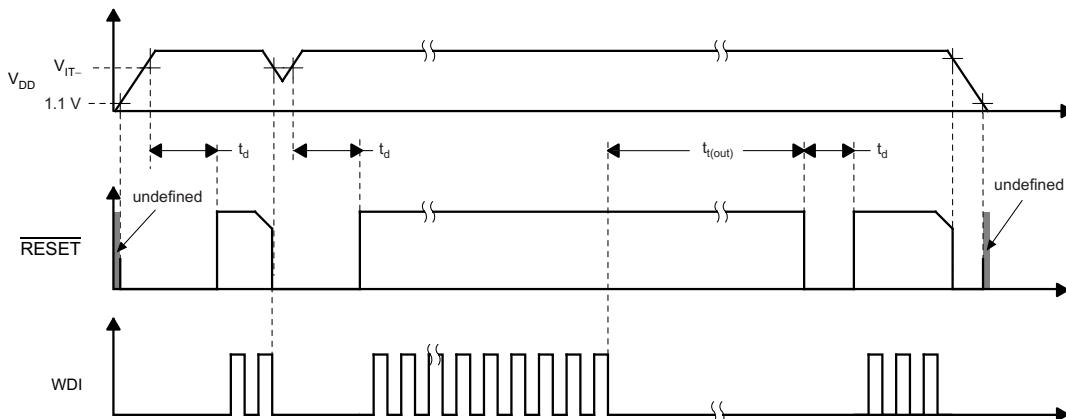 V_DD
V_IT–
1.1 V
t_d
t_d
t_t(out)
t_d
undefined
undefined
RESET
WDI